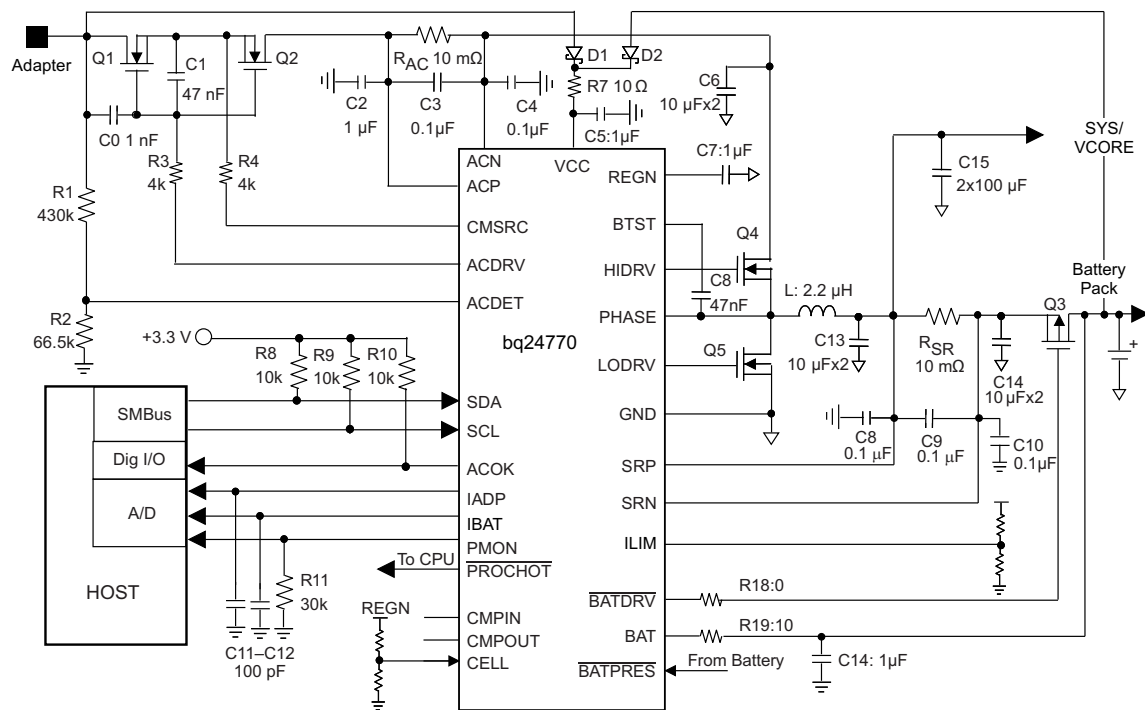 Adapter
Q1
C1
47 nF
Q2
C0 1 nF
R3
4k
R4
4k
R1
430k
R2
66.5k
RAC 10 mΩ
C2
1 µF
C3
0.1µF
C4
0.1µF
D1
D2
R7 10 Ω
C5:1µF
C6
10 µFx2
C7:1µF
SYS/
VCORE
C15
2x100 µF
ACN
ACP
CMSRC
ACDRV
ACDET
VCC
REGN
BTST
HIDRV
PHASE
LODRV
GND
SRP
SRN
ILIM
BATDRV
BAT
BATPRES
bq24770
Q4
C8
47nF
Q5
L: 2.2 µH
C13
10 µFx2
RSR
10 mΩ
C14
10 µFx2
Q3
Battery
Pack
+
C8
0.1 µF
C9
0.1 µF
C10
0.1µF
R18:0
R19:10
From Battery
C14: 1µF
+3.3 V
R8
10k
R9
10k
R10
10k
SMBus
Dig I/O
A/D
HOST
SDA
SCL
ACOK
IADP
IBAT
PMON
PROCHOT
CMPIN
CMPOUT
CELL
To CPU
REGN
R11
30k
C11–C12
100 pF